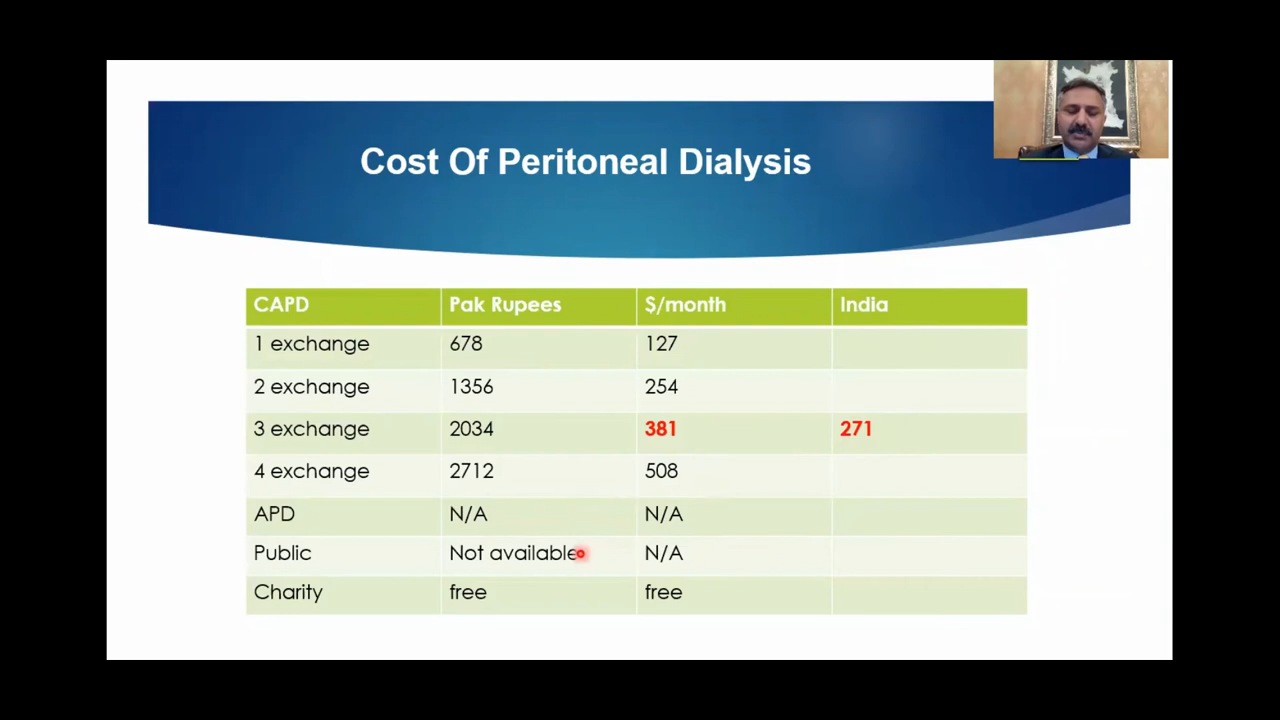 Cost Of Peritoneal Dialysis
CAPD Pak Rupees $/month India
1 exchange 678 127
2 exchange 1356 254
3 exchange 2034 381 271
4 exchange 2712 508
APD N/A N/A
Public Not available N/A
Charity free free